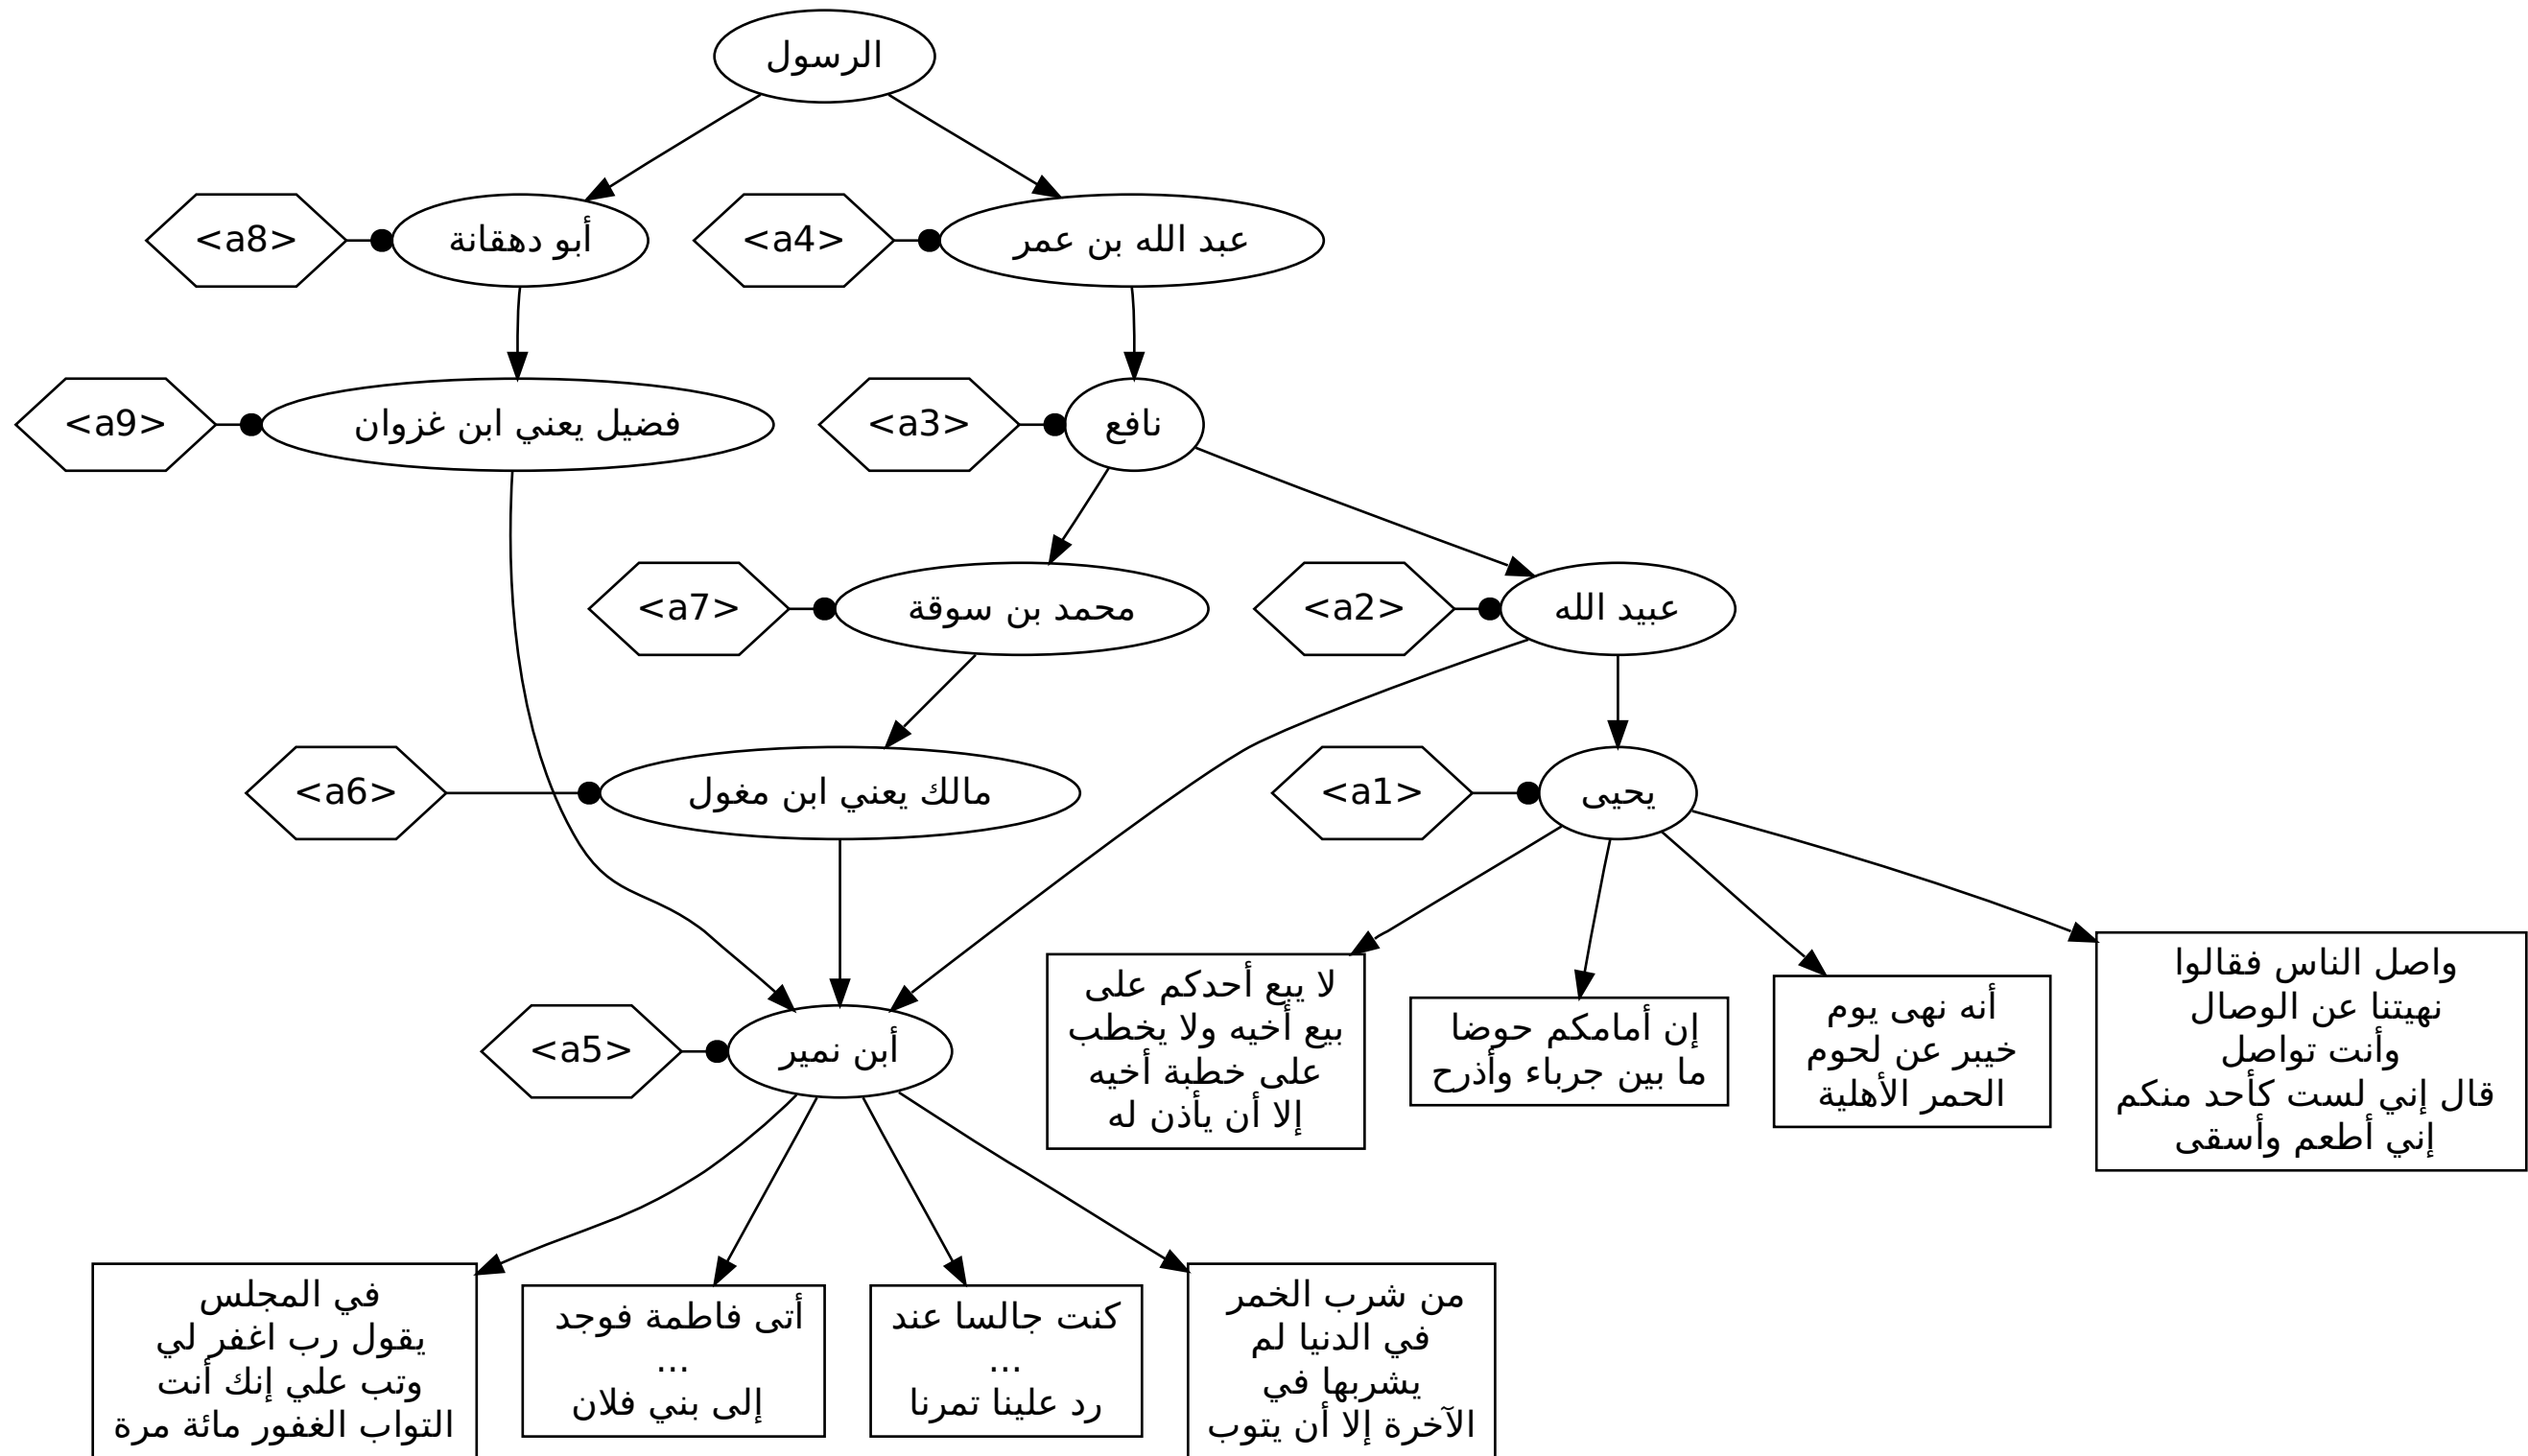 الرسول
<a8>
أبو دهقانة
<a4>
عبد الله بن عمر
<a9>
فضيل يعني ابن غزوان
<a3>
نافع
<a7>
محمد بن سوقة
<a2>
عبيد الله
<a6>
مالك يعني ابن مغول
<a1>
يحيى
<a5>
أبن نمير
لا يبع أحدكم على
بيع أخيه ولا يخطب
على خطبة أخيه
إلا أن يأذن له
إن أمامكم حوضا
ما بين جرباء وأذرح
أنه نهى يوم
خيبر عن لحوم
الحمر الأهلية
واصل الناس فقالوا
نهيتنا عن الوصال
وأنت تواصل
قال إني لست كأحد منكم
إني أطعم وأسقى
في المجلس
يقول رب اغفر لي
وتب علي إنك أنت
التواب الغفور مائة مرة
أتى فاطمة فوجد
...
إلى بني فلان
كنت جالسا عند
...
رد علينا تمرنا
من شرب الخمر
في الدنيا لم
يشربها في
الآخرة إلا أن يتوب